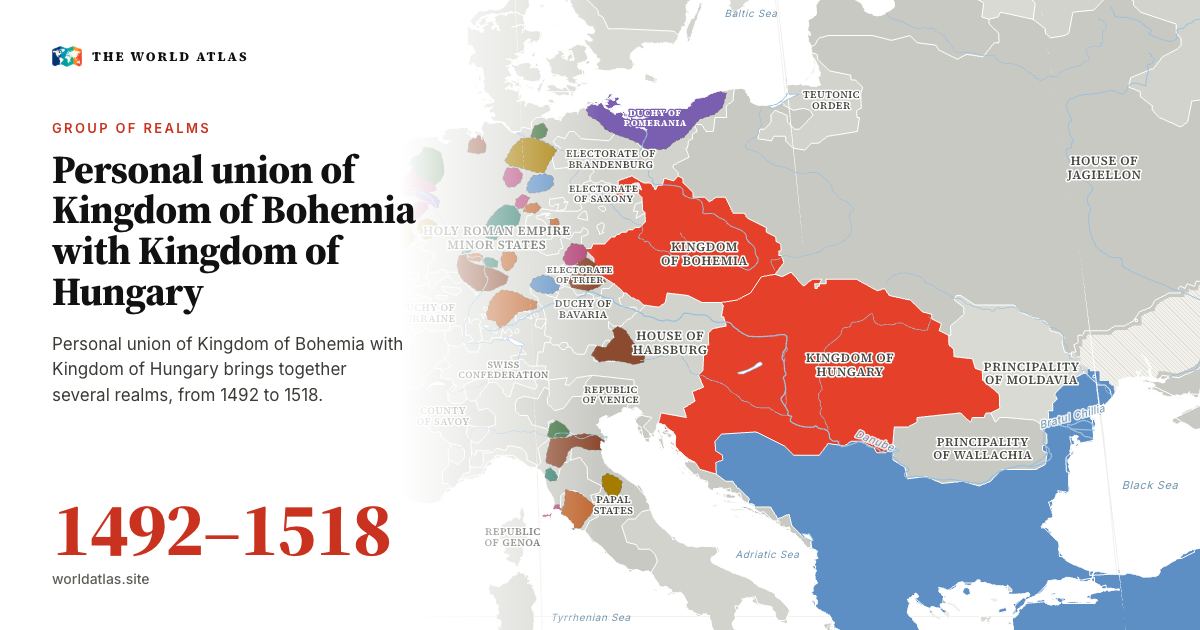 THE WORLD ATLAS
GROUP OF REALMS
Personal union of
Kingdom of Bohemia
with Kingdom of
Hungary
Personal union of Kingdom of Bohemia with
Kingdom of Hungary brings together
several realms, from 1492 to 1518.
1492–1518
worldatlas.site
Baltic Sea
TEUTONIC
ORDER
DUCHY OF
POMERANIA
ELECTORATE OF
BRANDENBURG
HOUSE OF
JAGIELLON
ELECTORATE
OF SAXONY
HOLY ROMAN EMPIRE
MINOR STATES
KINGDOM
OF BOHEMIA
ELECTORATE
OF TRIER
DUCHY OF
BAVARIA
HOUSE OF
HABSBURG
KINGDOM OF
HUNGARY
SWISS
CONFEDERATION
PRINCIPALITY
OF MOLDAVIA
REPUBLIC
OF VENICE
COUNTY
OF SAVOY
Bratul Chilia
Danube
PRINCIPALITY
OF WALLACHIA
Black Sea
PAPAL
STATES
REPUBLIC
OF GENOA
Adriatic Sea
Tyrrhenian Sea